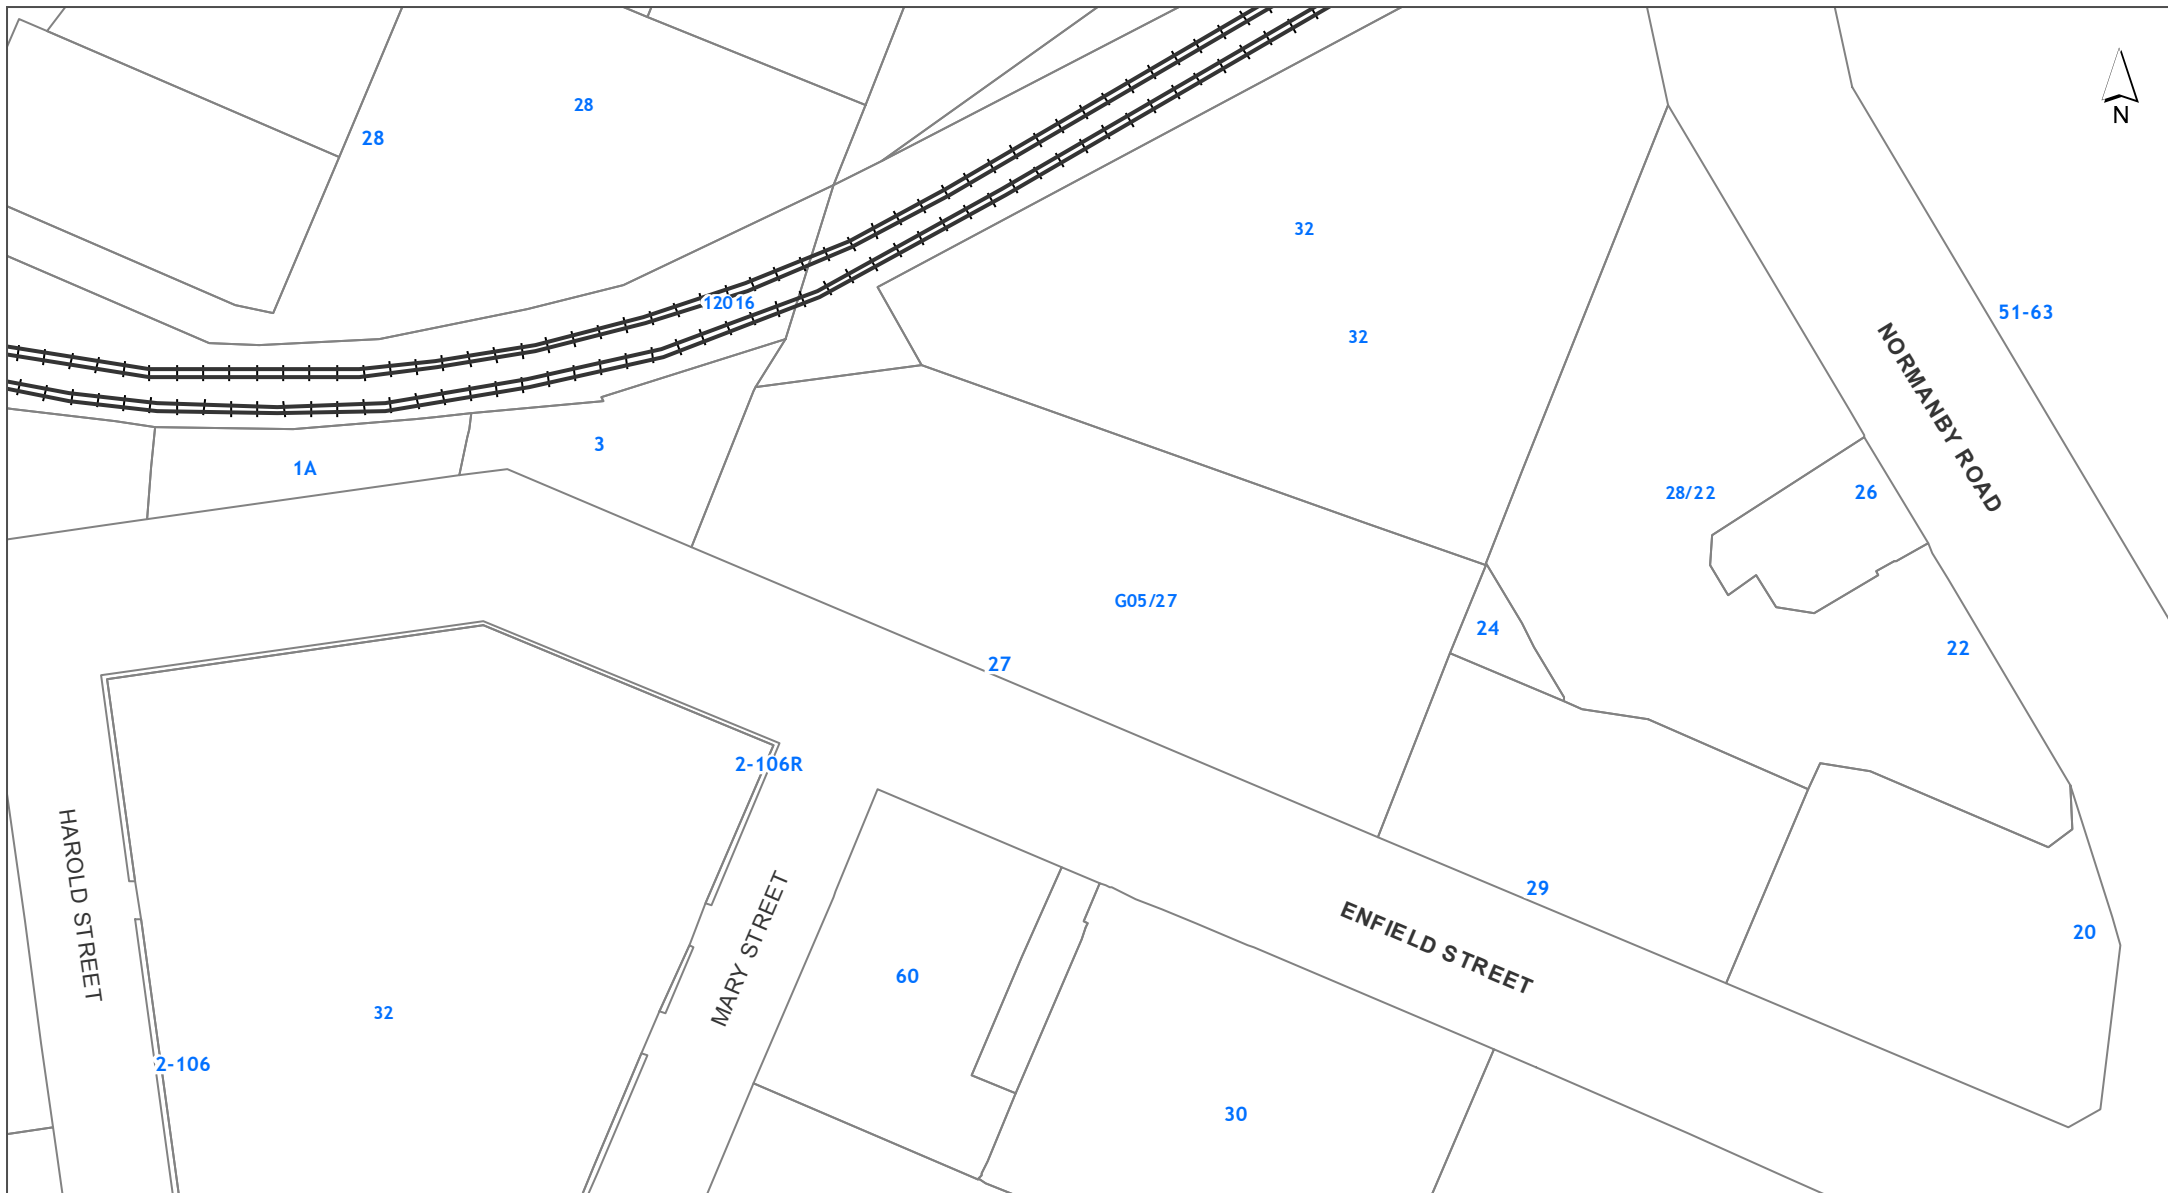 28
28
N
32
12016
51-63
32
NORMANBY ROAD
3
1A
28/22
26
G05/27
24
22
27
2-106R
HAROLD STREET
MARY STREET
29
ENFIELD STREET
20
60
32
2-106
30